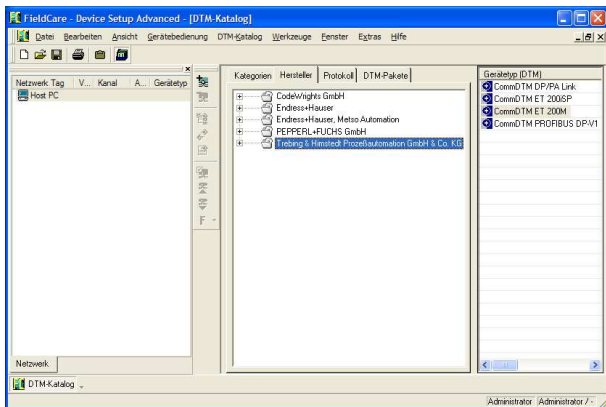 FieldCare - Device Setup Advanced - [DTM-Katalog]
Datei Bearbeiten Ansicht Gerätebedienung DTM-Katalog Werkzeuge Fenster Extras Hilfe
Netzwerk Tag V... Kanal A... Gerätetyp
Host PC
Netzwerk
F
Kategorien Hersteller Protokoll DTM-Pakete
CodeWrights GmbH
Endress+Hauser
Endress+Hauser, Metso Automation
PEPPERL+FUCHS GmbH
Trebing & Himstedt Prozeßautomation GmbH & Co. KG
Gerätetyp (DTM)
CommDTM DP/PA Link
CommDTM ET 200iSP
CommDTM ET 200M
CommDTM PROFIBUS DP-V1
DTM-Katalog
Administrator Administrator / -